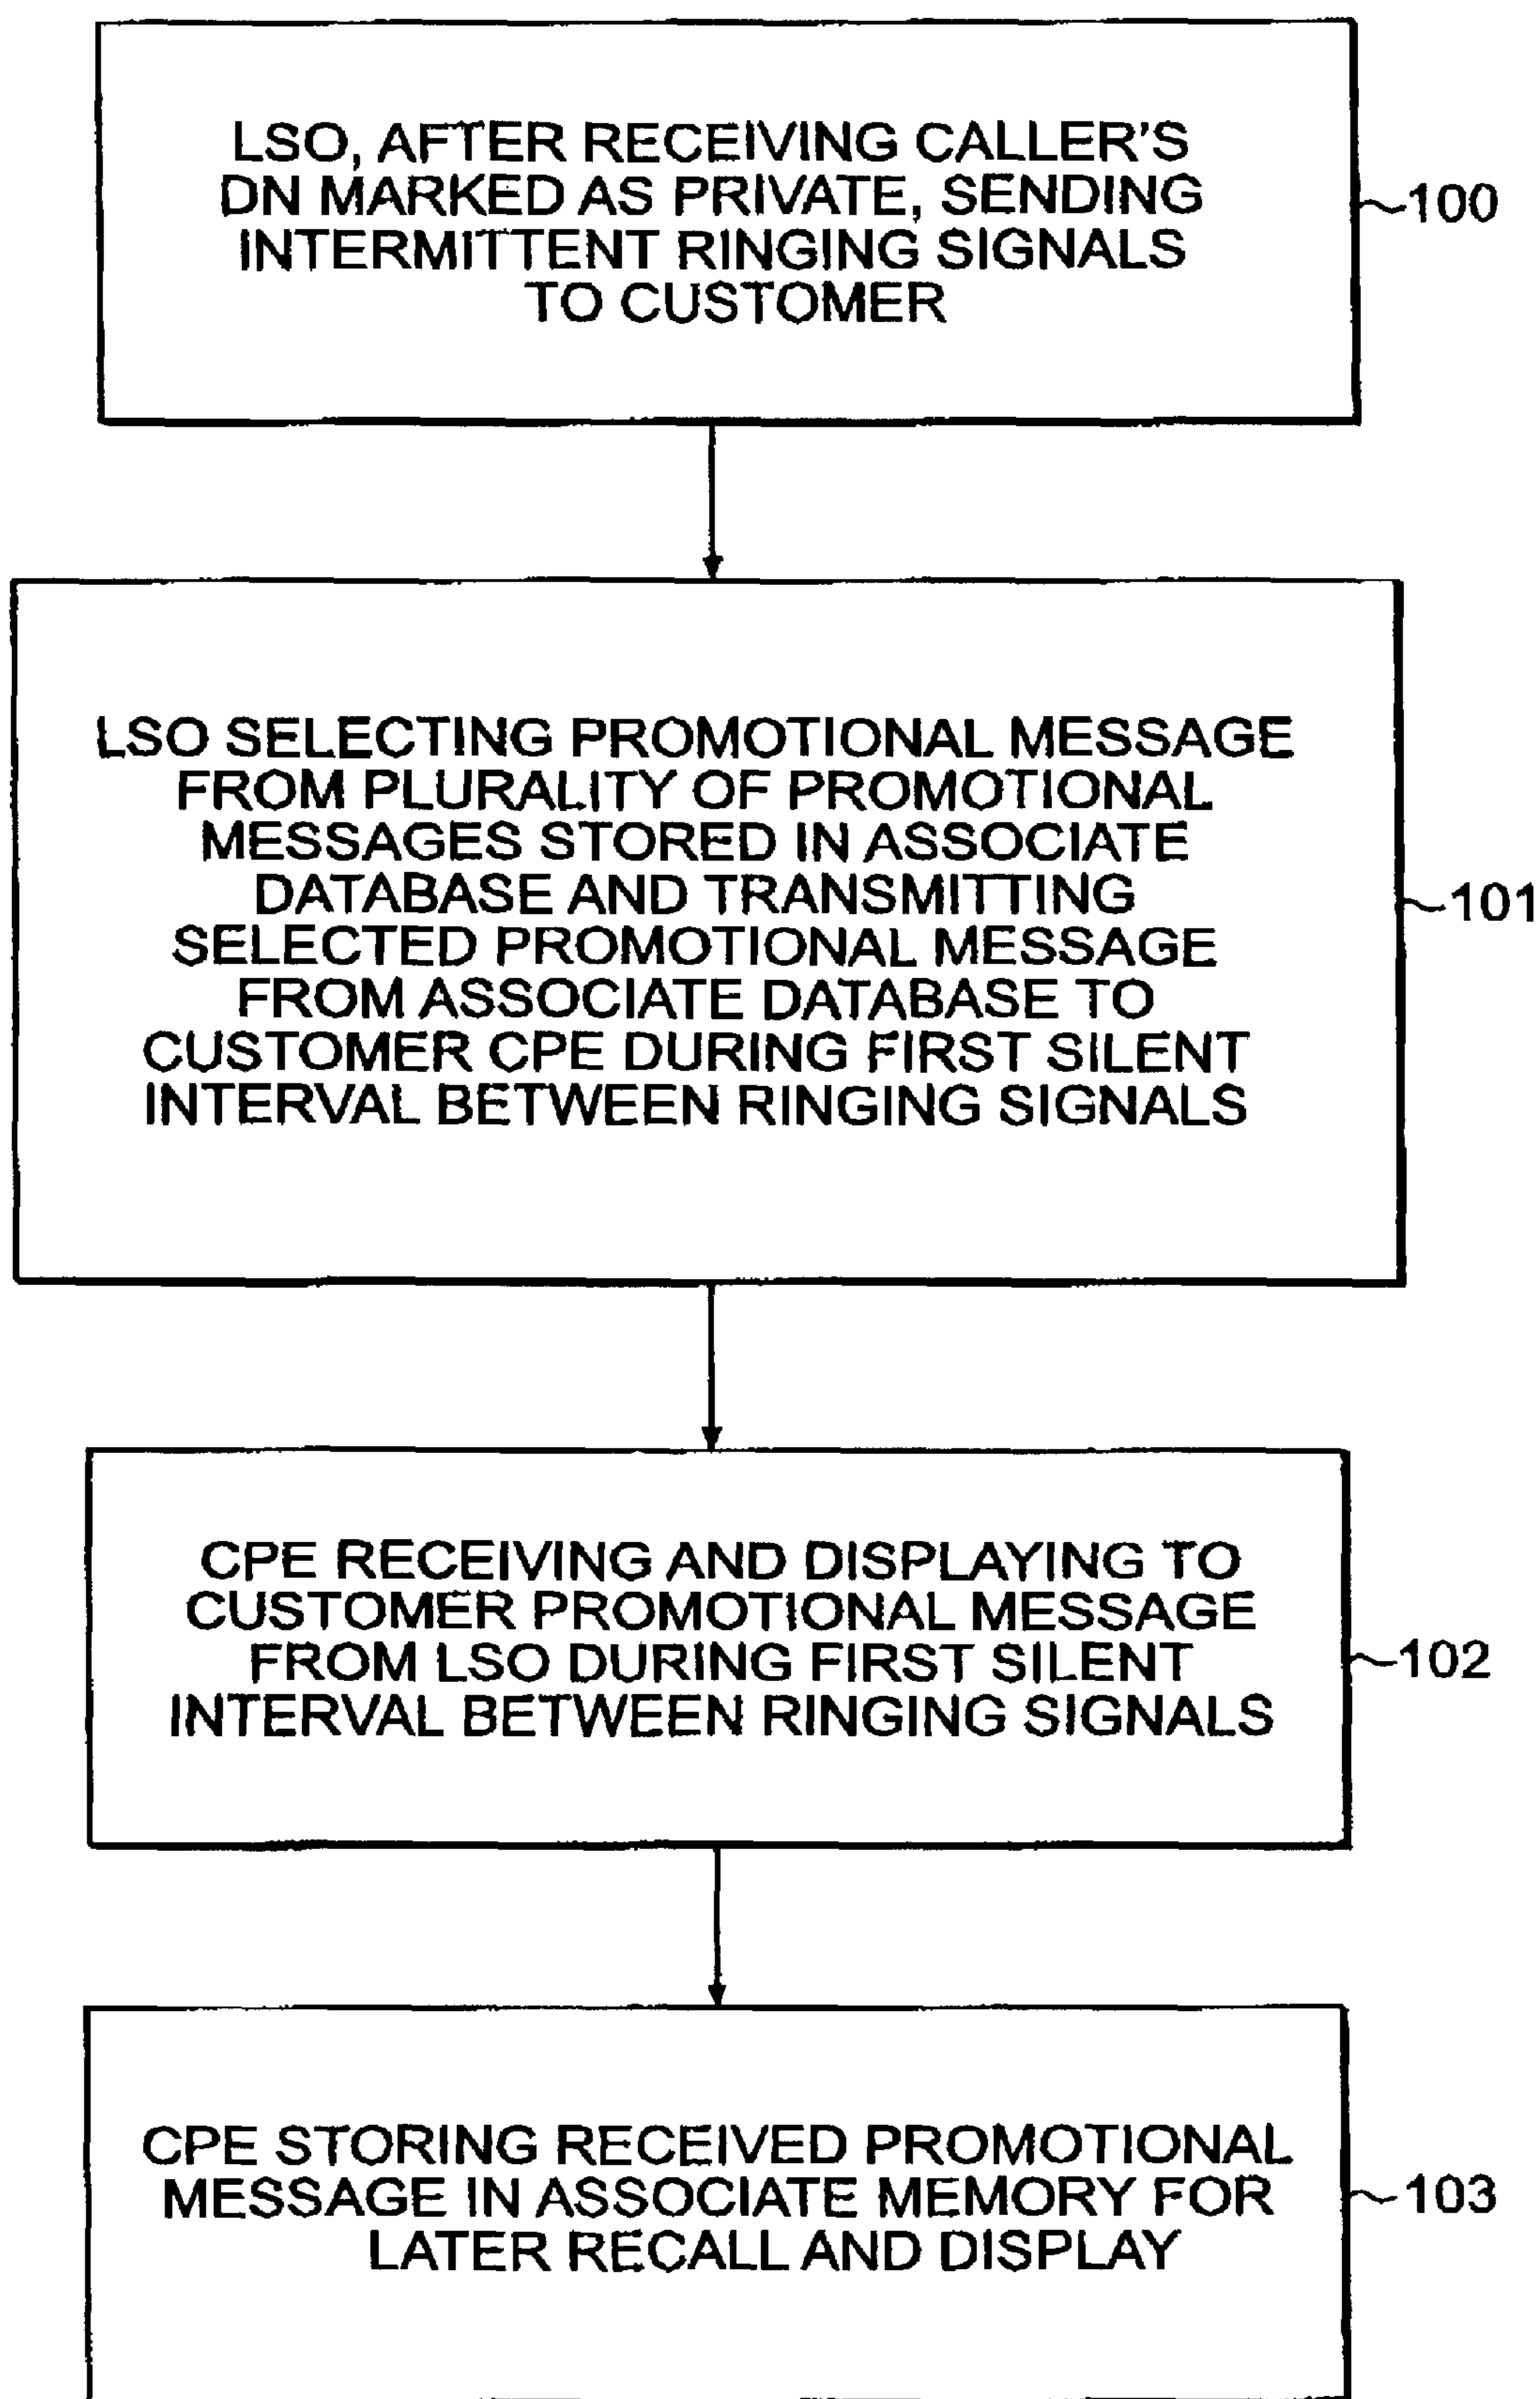 LSO, AFTER RECEIVING CALLER'S
DN MARKED AS PRIVATE, SENDING
INTERMITTENT RINGING SIGNALS
TO CUSTOMER
100
LSO SELECTING PROMOTIONAL MESSAGE
FROM PLURALITY OF PROMOTIONAL
MESSAGES STORED IN ASSOCIATE
DATABASE AND TRANSMITTING
SELECTED PROMOTIONAL MESSAGE
FROM ASSOCIATE DATABASE TO
CUSTOMER CPE DURING FIRST SILENT
INTERVAL BETWEEN RINGING SIGNALS
101
CPE RECEIVING AND DISPLAYING TO
CUSTOMER PROMOTIONAL MESSAGE
FROM LSO DURING FIRST SILENT
INTERVAL BETWEEN RINGING SIGNALS
102
CPE STORING RECEIVED PROMOTIONAL
MESSAGE IN ASSOCIATE MEMORY FOR
LATER RECALL AND DISPLAY
103